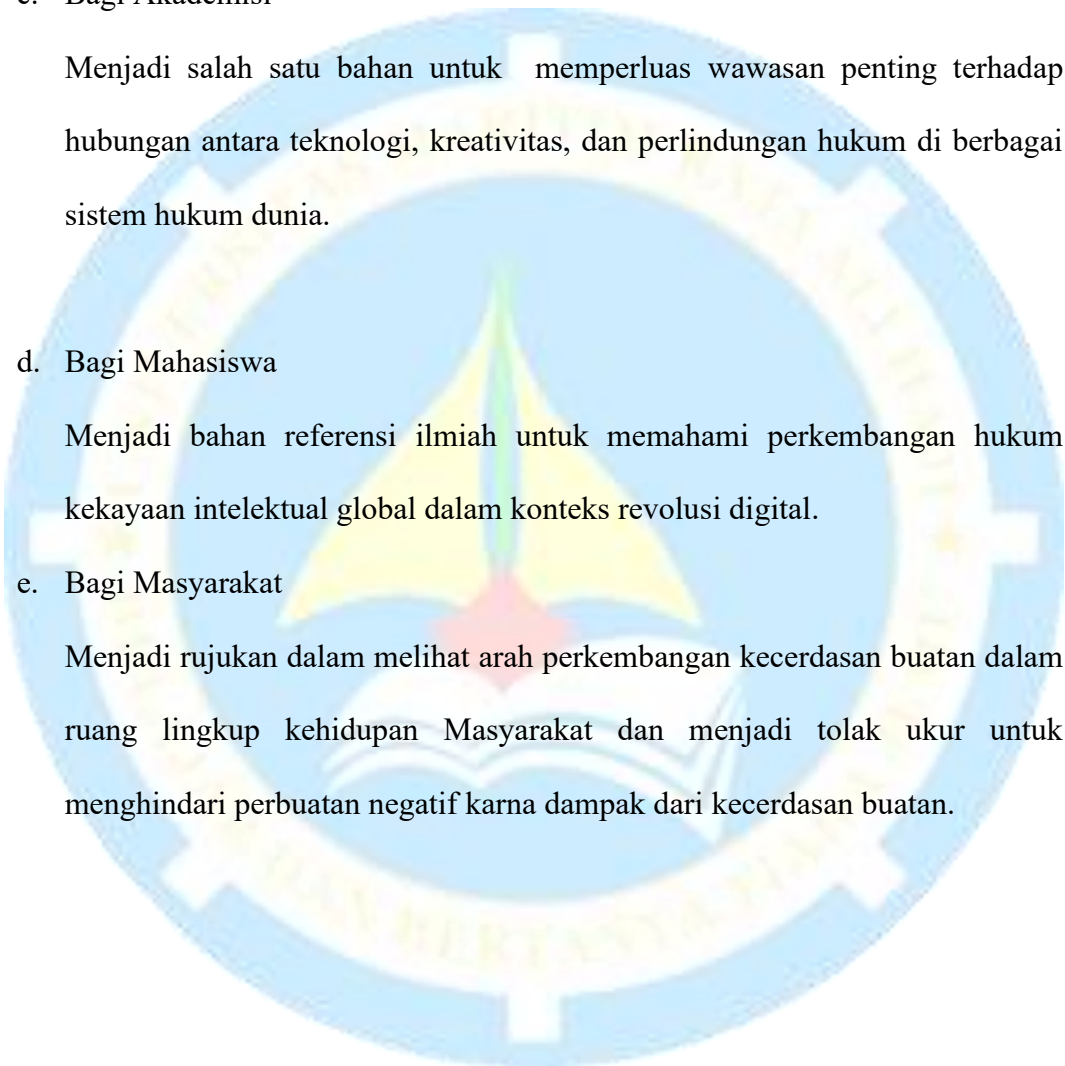 c. Bagi Akademisi
Menjadi salah satu bahan untuk memperluas wawasan penting terhadap
hubungan antara teknologi, kreativitas, dan perlindungan hukum di berbagai
sistem hukum dunia.
d. Bagi Mahasiswa
Menjadi bahan referensi ilmiah untuk memahami perkembangan hukum
kekayaan intelektual global dalam konteks revolusi digital.
e. Bagi Masyarakat
Menjadi rujukan dalam melihat arah perkembangan kecerdasan buatan dalam
ruang lingkup kehidupan Masyarakat dan menjadi tolak ukur untuk
menghindari perbuatan negatif karna dampak dari kecerdasan buatan.